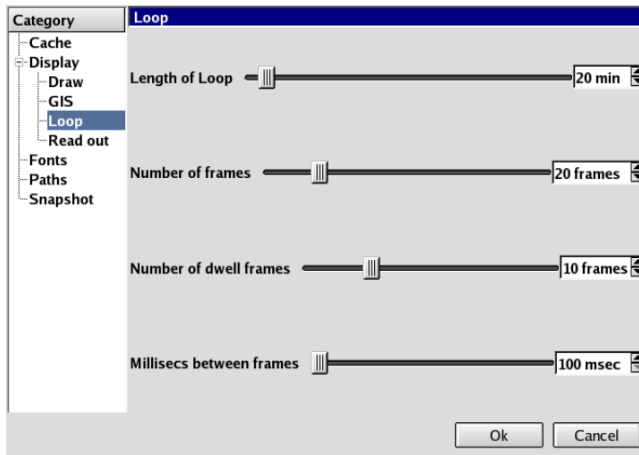 Category
Cache
Display
Draw
GIS
Loop
Read out
Fonts
Paths
Snapshot
Loop
Length of Loop 20 min
Number of frames 20 frames
Number of dwell frames 10 frames
Millisecs between frames 100 msec
Ok Cancel